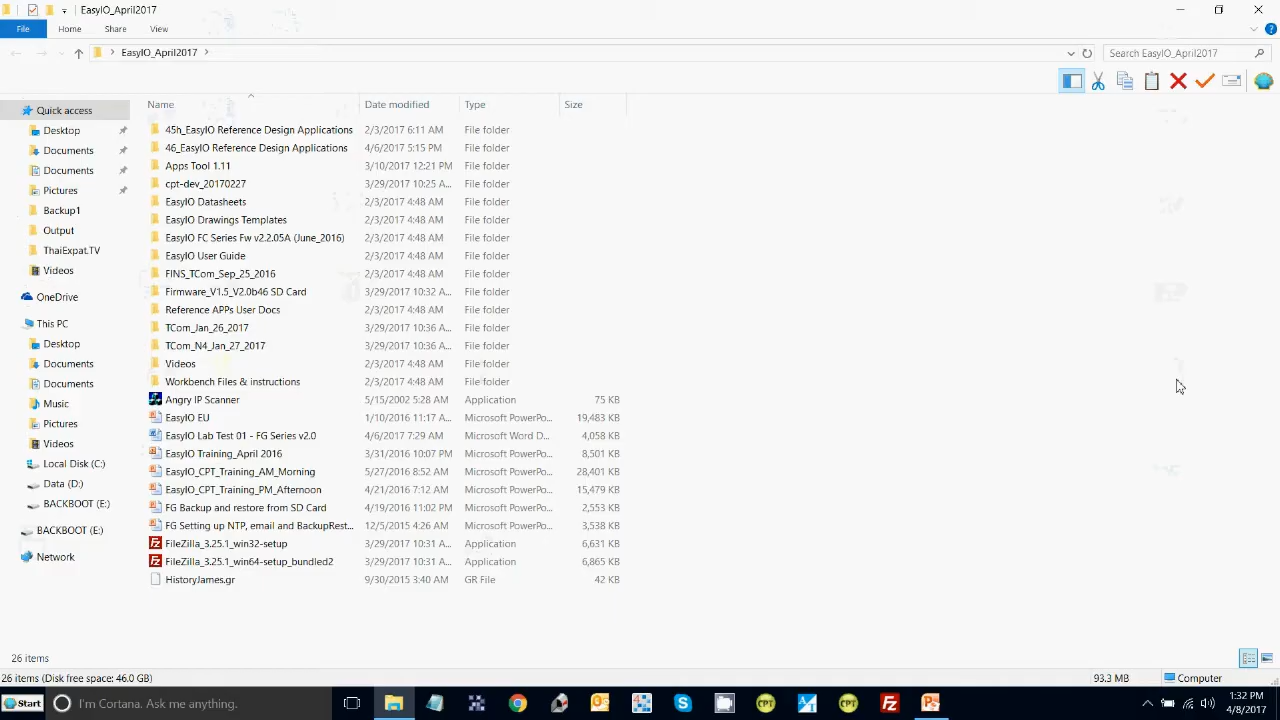 EasyIO_April2017
File Home Share View
EasyIO_April2017
Search EasyIO_April2017
Name Date modified Type Size
Quick access
Desktop
Documents
Documents
Pictures
Backup1
Output
ThaiExpat.TV
Videos
OneDrive
This PC
Desktop
Documents
Documents
Music
Pictures
Videos
Local Disk (C:)
Data (D:)
BACKBOOT (E:)
BACKBOOT (E:)
Network
45h_EasyIO Reference Design Applications 2/3/2017 6:11 AM File folder
46_EasyIO Reference Design Applications 4/6/2017 5:15 PM File folder
Apps Tool 1.11 3/10/2017 12:21 PM File folder
cpt-dev_20170227 3/29/2017 10:25 A... File folder
EasyIO Datasheets 2/3/2017 4:48 AM File folder
EasyIO Drawings Templates 2/3/2017 4:48 AM File folder
EasyIO FC Series Fw v2.2.05A (June_2016) 2/3/2017 4:48 AM File folder
EasyIO User Guide 2/3/2017 4:48 AM File folder
FINS_TCom_Sep_25_2016 2/3/2017 4:48 AM File folder
Firmware_V1.5_V2.0b46 SD Card 3/29/2017 10:32 A... File folder
Reference APPs User Docs 2/3/2017 4:48 AM File folder
TCom_Jan_26_2017 3/29/2017 10:36 A... File folder
TCom_N4_Jan_27_2017 3/29/2017 10:36 A... File folder
Videos 2/3/2017 4:48 AM File folder
Workbench Files & instructions 2/3/2017 4:48 AM File folder
Angry IP Scanner 5/15/2002 5:28 AM Application 75 KB
EasyIO EU 1/10/2016 11:17 A... Microsoft PowerPo... 19,483 KB
EasyIO Lab Test 01 - FG Series v2.0 4/6/2017 7:29 AM Microsoft Word D... 4,058 KB
EasyIO Training_April 2016 3/31/2016 10:07 PM Microsoft PowerPo... 8,501 KB
EasyIO_CPT_Training_AM_Morning 5/27/2016 8:52 AM Microsoft PowerPo... 28,401 KB
EasyIO_CPT_Training_PM_Afternoon 4/21/2016 7:12 AM Microsoft PowerPo... 15,479 KB
FG Backup and restore from SD Card 4/19/2016 11:02 PM Microsoft PowerPo... 2,553 KB
FG Setting up NTP, email and BackupRest... 12/5/2015 4:26 AM Microsoft PowerPo... 3,538 KB
FileZilla_3.25.1_win32-setup 3/29/2017 10:31 A... Application 6,631 KB
FileZilla_3.25.1_win64-setup_bundled2 3/29/2017 10:31 A... Application 6,865 KB
HistoryJames.gr 9/30/2015 3:40 AM GR File 42 KB
26 items
26 items (Disk free space: 46.0 GB) 93.3 MB Computer
Start I'm Cortana. Ask me anything. CPT CPT 1:32 PM
4/8/2017